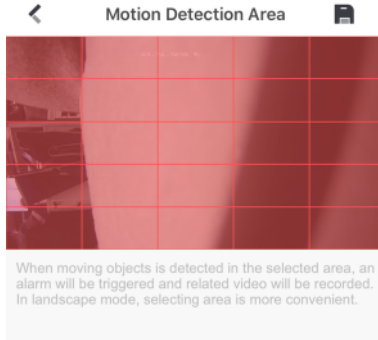 Motion Detection Area
When moving objects is detected in the selected area, an
alarm will be triggered and related video will be recorded.
In landscape mode, selecting area is more convenient.